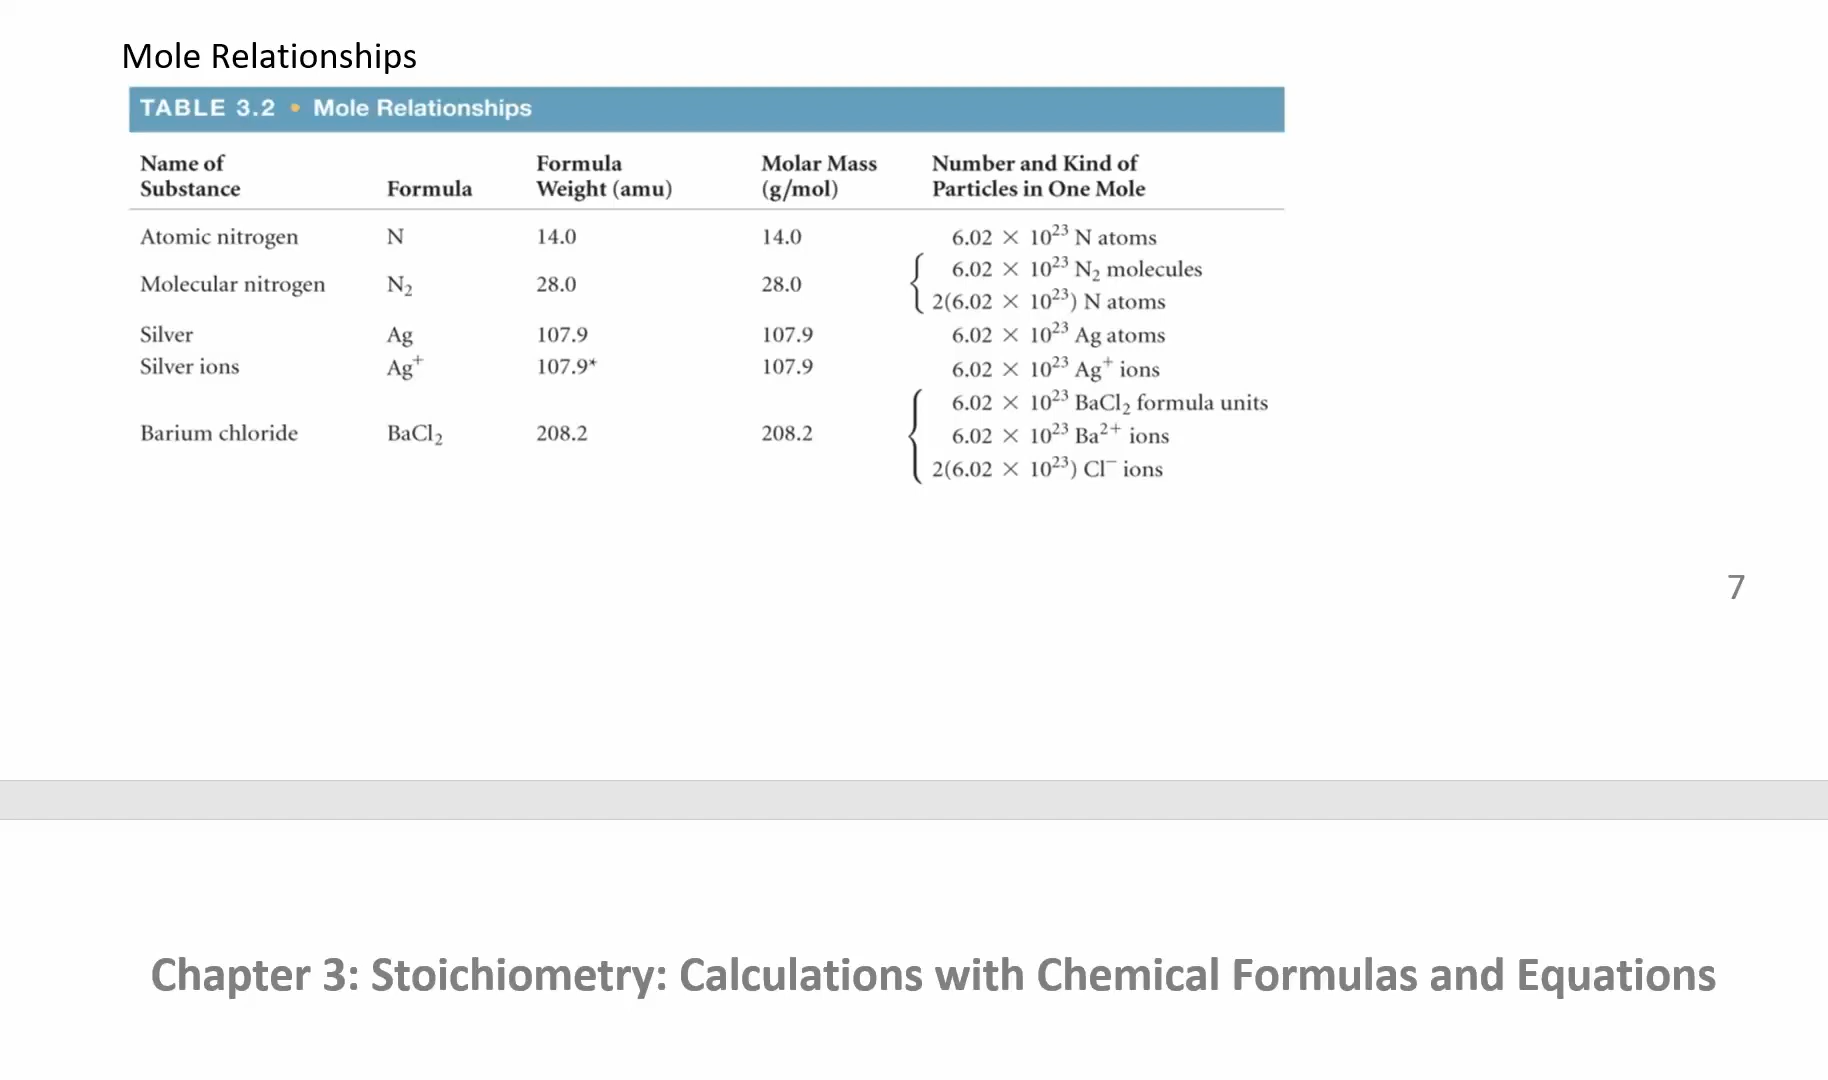 Mole Relationships
TABLE 3.2 • Mole Relationships
Name of Substance Formula Formula Weight (amu) Molar Mass (g/mol) Number and Kind of Particles in One Mole
Atomic nitrogen N 14.0 14.0 6.02 × 10²³ N atoms
Molecular nitrogen N₂ 28.0 28.0 6.02 × 10²³ N₂ molecules
2(6.02 × 10²³) N atoms
Silver Ag 107.9 107.9 6.02 × 10²³ Ag atoms
Silver ions Ag⁺ 107.9* 107.9 6.02 × 10²³ Ag⁺ ions
Barium chloride BaCl₂ 208.2 208.2 6.02 × 10²³ BaCl₂ formula units
6.02 × 10²³ Ba²⁺ ions
2(6.02 × 10²³) Cl⁻ ions
7
Chapter 3: Stoichiometry: Calculations with Chemical Formulas and Equations